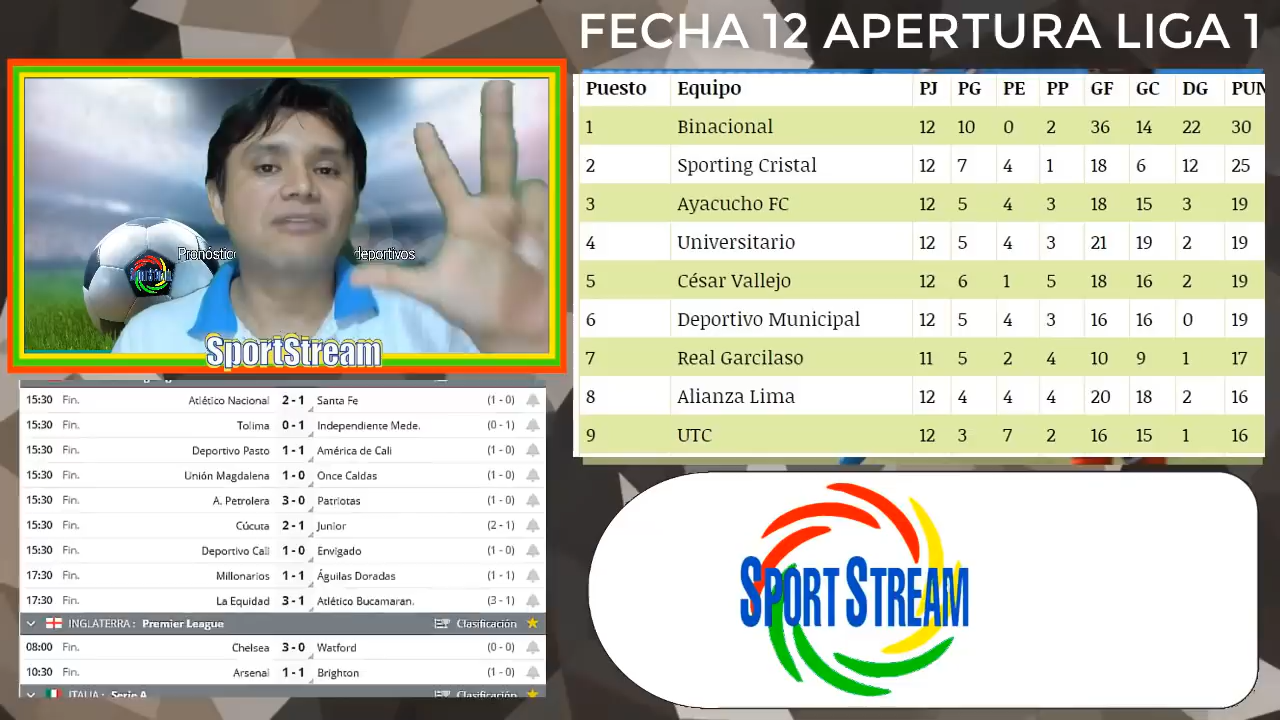 FECHA 12 APERTURA LIGA 1
Puesto Equipo PJ PG PE PP GF GC DG PUN
1 Binacional 12 10 0 2 36 14 22 30
2 Sporting Cristal 12 7 4 1 18 6 12 25
3 Ayacucho FC 12 5 4 3 18 15 3 19
4 Universitario 12 5 4 3 21 19 2 19
5 César Vallejo 12 6 1 5 18 16 2 19
6 Deportivo Municipal 12 5 4 3 16 16 0 19
7 Real Garcilaso 11 5 2 4 10 9 1 17
8 Alianza Lima 12 4 4 4 20 18 2 16
9 UTC 12 3 7 2 16 15 1 16
deportivos
SportStream
15:30 Fin. Atlético Nacional 2 - 1 Santa Fe (1 - 0)
15:30 Fin. Tolima 0 - 1 Independiente Mede. (0 - 1)
15:30 Fin. Deportivo Pasto 1 - 1 América de Cali (1 - 0)
15:30 Fin. Unión Magdalena 1 - 0 Once Caldas (1 - 0)
15:30 Fin. A. Petrolera 3 - 0 Patriotas (1 - 0)
15:30 Fin. Cúcuta 2 - 1 Junior (2 - 1)
15:30 Fin. Deportivo Cali 1 - 0 Envigado (1 - 0)
17:30 Fin. Millonarios 1 - 1 Águilas Doradas (1 - 1)
17:30 Fin. La Equidad 3 - 1 Atlético Bucaraman. (3 - 1)
INGLATERRA : Premier League Clasificación
08:00 Fin. Chelsea 3 - 0 Watford (0 - 0)
10:30 Fin. Arsenal 1 - 1 Brighton (1 - 0)
ITALIA : Serie A Clasificación
SPORT STREAM